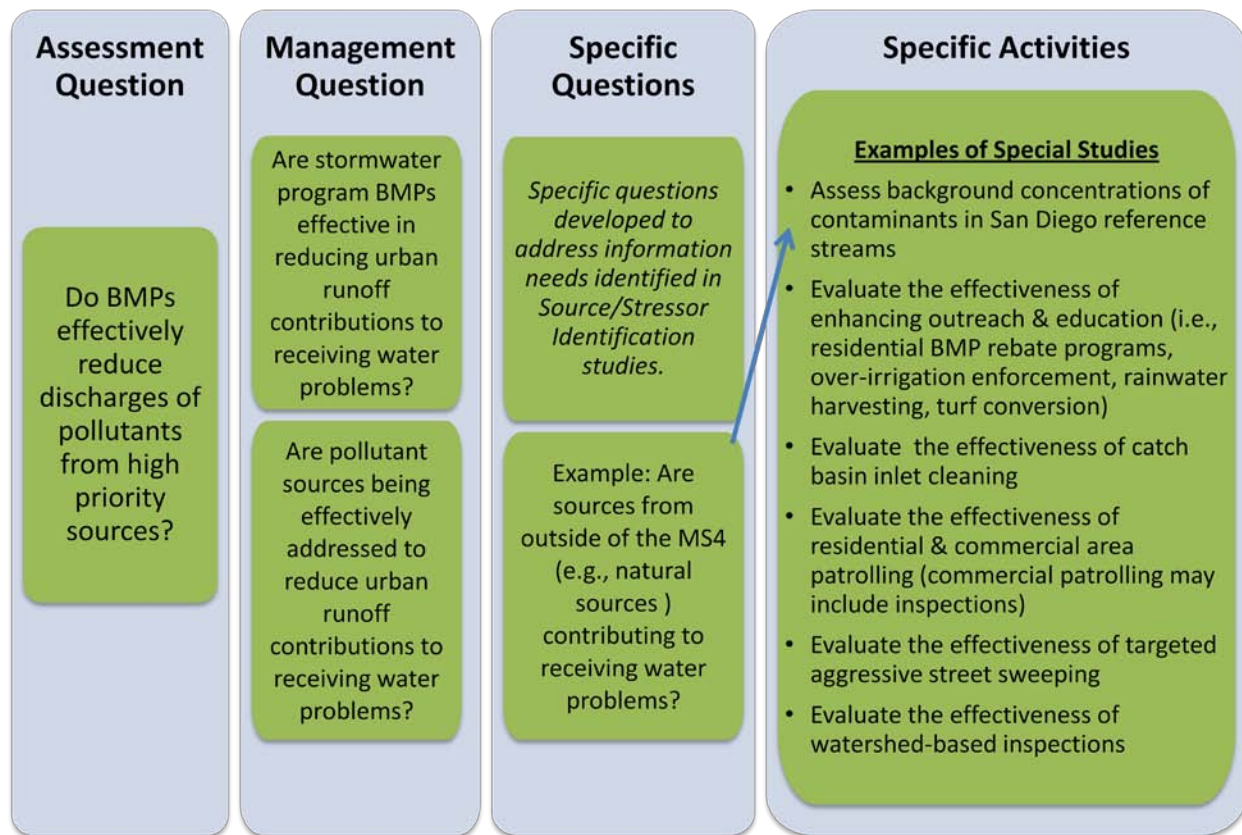 Assessment
Question
Do BMPs
effectively
reduce
discharges of
pollutants
from high
priority
sources?
Management
Question
Are stormwater
program BMPs
effective in
reducing urban
runoff
contributions to
receiving water
problems?
Are pollutant
sources being
effectively
addressed to
reduce urban
runoff
contributions to
receiving water
problems?
Specific
Questions
Specific questions
developed to
address information
needs identified in
Source/Stressor
Identification
studies.
Example: Are
sources from
outside of the MS4
(e.g., natural
sources )
contributing to
receiving water
problems?
Specific Activities
Examples of Special Studies
• Assess background concentrations of
contaminants in San Diego reference
streams
• Evaluate the effectiveness of
enhancing outreach & education (i.e.,
residential BMP rebate programs,
over-irrigation enforcement, rainwater
harvesting, turf conversion)
• Evaluate  the effectiveness of catch
basin inlet cleaning
• Evaluate the effectiveness of
residential & commercial area
patrolling (commercial patrolling may
include inspections)
• Evaluate the effectiveness of targeted
aggressive street sweeping
• Evaluate the effectiveness of
watershed-based inspections